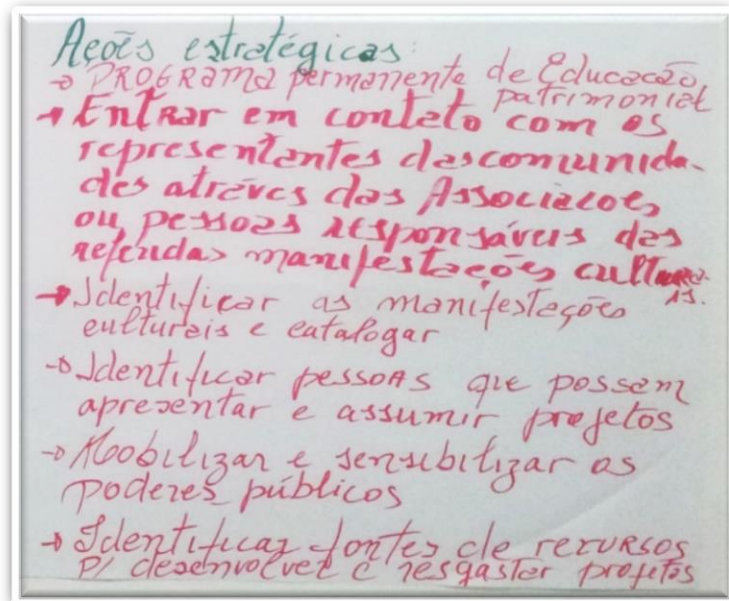 Ações estratégicas:
→ PROGRAMA permanente de Educação
patrimonial
→ Entrar em contato com os
representantes das comunida-
des através das Associacoes
ou pessoas responsáveis das
referidas manifestações cultura-
is.
→ Identificar as manifestações
culturais e catalogar
→ Identificar pessoas que possam
apresentar e assumir projetos
→ Mobilizar e sensibilizar os
poderes públicos
→ Identificar fontes de recursos
p/ desenvolver e resgastar projetos